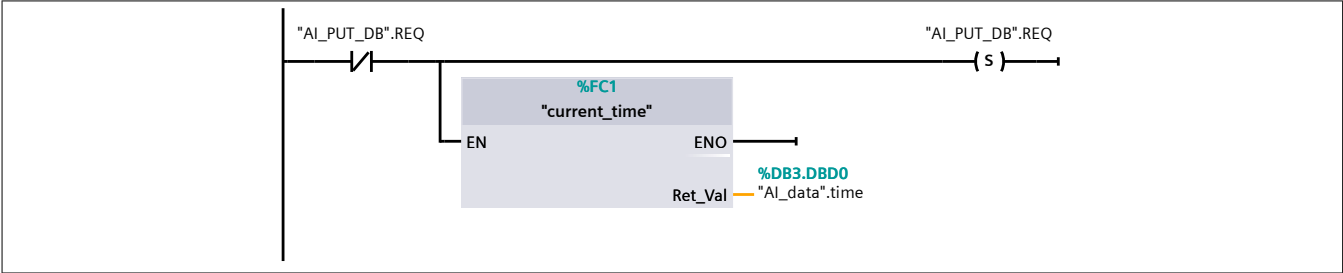 "AI_PUT_DB".REQ
"AI_PUT_DB".REQ
S
%FC1
"current_time"
EN
ENO
%DB3.DBD0
Ret_Val
"AI_data".time